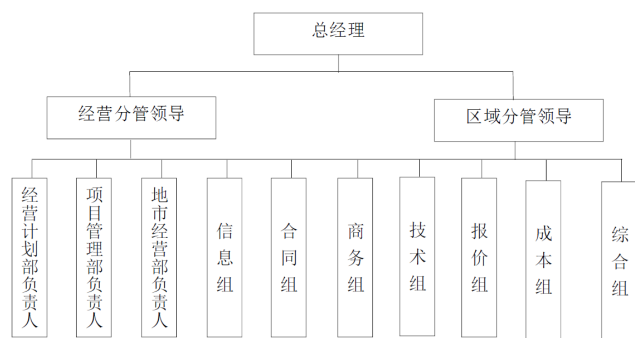 总经理
经营分管领导
区域分管领导
经营计划部负责人
项目管理部负责人
地市经营部负责人
信息组
合同组
商务组
技术组
报价组
成本组
综合组